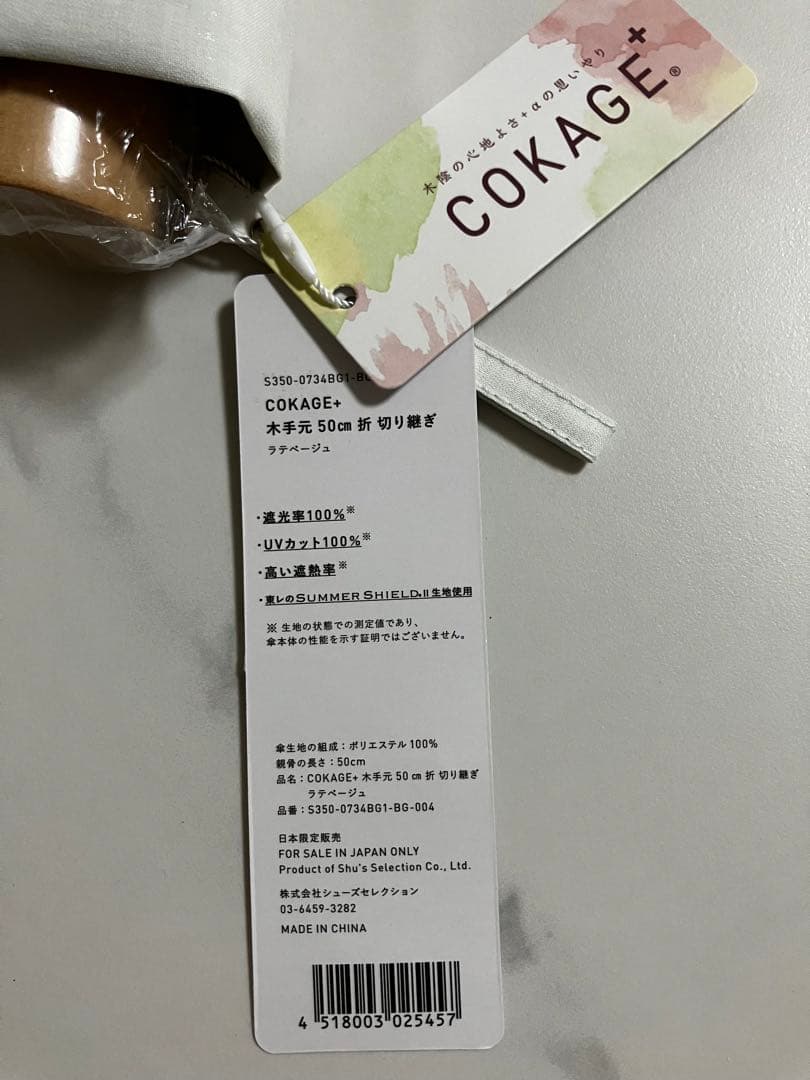 木陰の心地よさ+αの思いやり
COKAGE+®
S350-0734BG1-
COKAGE+
木手元 50㎝ 折 切り継ぎ
ラテベージュ
・遮光率100%※
・UVカット100%※
・高い遮熱率※
・東レのSUMMER SHIELD®II 生地使用
※ 生地の状態での測定値であり、
傘本体の性能を示す証明ではございません。
傘生地の組成：ポリエステル 100%
親骨の長さ：50cm
品名：COKAGE+ 木手元 50 ㎝ 折 切り継ぎ
ラテベージュ
品番：S350-0734BG1-BG-004
日本限定販売
FOR SALE IN JAPAN ONLY
Product of Shu's Selection Co., Ltd.
株式会社シューズセレクション
03-6459-3282
MADE IN CHINA
4 518003 025457